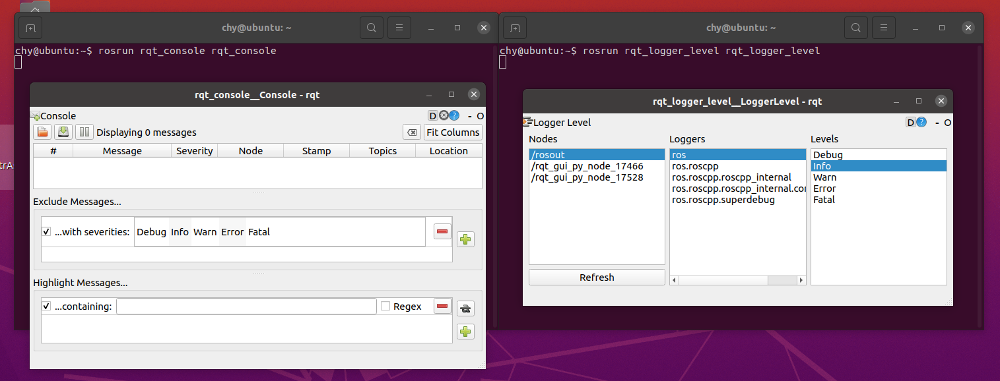 chy@ubuntu: ~
chy@ubuntu:~$ rosrun rqt_console rqt_console
rqt_console__Console - rqt
Console
D ? - O
Displaying 0 messages
Fit Columns
# Message Severity Node Stamp Topics Location
Exclude Messages...
...with severities: Debug Info Warn Error Fatal
Highlight Messages...
...containing: Regex
chy@ubuntu: ~
chy@ubuntu:~$ rosrun rqt_logger_level rqt_logger_level
rqt_logger_level__LoggerLevel - rqt
Logger Level
D ? - O
Nodes
/rosout
/rqt_gui_py_node_17466
/rqt_gui_py_node_17528
Refresh
Loggers
ros
ros.roscpp
ros.roscpp.roscpp_internal
ros.roscpp.roscpp_internal.con
ros.roscpp.superdebug
Levels
Debug
Info
Warn
Error
Fatal